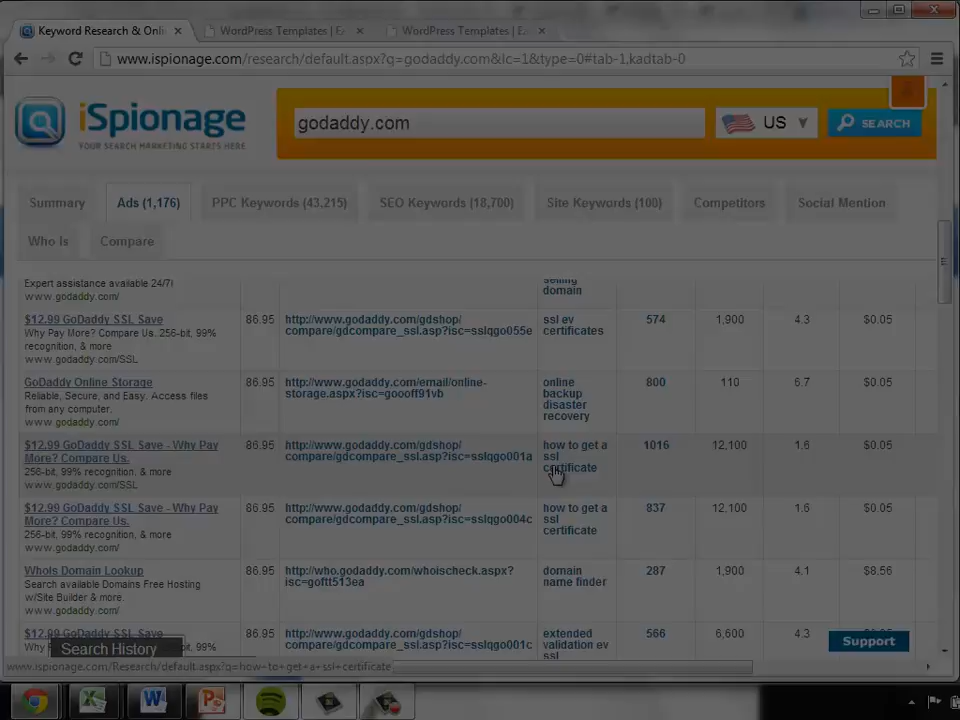 Keyword Research & Onli
WordPress Templates | E
WordPress Templates | E
www.ispionage.com/research/default.aspx?q=godaddy.com&lc=1&type=0#tab-1,kadtab-0
iSpionage
YOUR SEARCH MARKETING STARTS HERE
godaddy.com
US
SEARCH
Summary
Ads (1,176)
PPC Keywords (43,215)
SEO Keywords (18,700)
Site Keywords (100)
Competitors
Social Mention
Who Is
Compare
Expert assistance available 24/7!
www.godaddy.com/
selling
domain
$12.99 GoDaddy SSL Save
Why Pay More? Compare Us. 256-bit, 99%
recognition, & more
www.godaddy.com/SSL
86.95
http://www.godaddy.com/gdshop/
compare/gdcompare_ssl.asp?isc=sslqgo055e
ssl ev
certificates
574
1,900
4.3
$0.05
GoDaddy Online Storage
Reliable, Secure, and Easy. Access files
from any computer.
www.godaddy.com/
86.95
http://www.godaddy.com/email/online-
storage.aspx?isc=goooft91vb
online
backup
disaster
recovery
800
110
6.7
$0.05
$12.99 GoDaddy SSL Save - Why Pay
More? Compare Us.
256-bit, 99% recognition, & more
www.godaddy.com/SSL
86.95
http://www.godaddy.com/gdshop/
compare/gdcompare_ssl.asp?isc=sslqgo001a
how to get a
ssl
certificate
1016
12,100
1.6
$0.05
$12.99 GoDaddy SSL Save - Why Pay
More? Compare Us.
256-bit, 99% recognition, & more
www.godaddy.com/
86.95
http://www.godaddy.com/gdshop/
compare/gdcompare_ssl.asp?isc=sslqgo004c
how to get a
ssl
certificate
837
12,100
1.6
$0.05
WhoIs Domain Lookup
Search available Domains Free Hosting
w/Site Builder & more.
www.godaddy.com/
86.95
http://who.godaddy.com/whoischeck.aspx?
isc=goftt513ea
domain
name finder
287
1,900
4.1
$8.56
$12.99 GoDaddy SSL Save
99%
86.95
http://www.godaddy.com/gdshop/
compare/gdcompare_ssl.asp?isc=sslqgo001c
extended
validation ev
ssl
566
6,600
4.3
Support
Search History
www.ispionage.com/Research/default.aspx?q=how+to+get+a+ssl+certificate